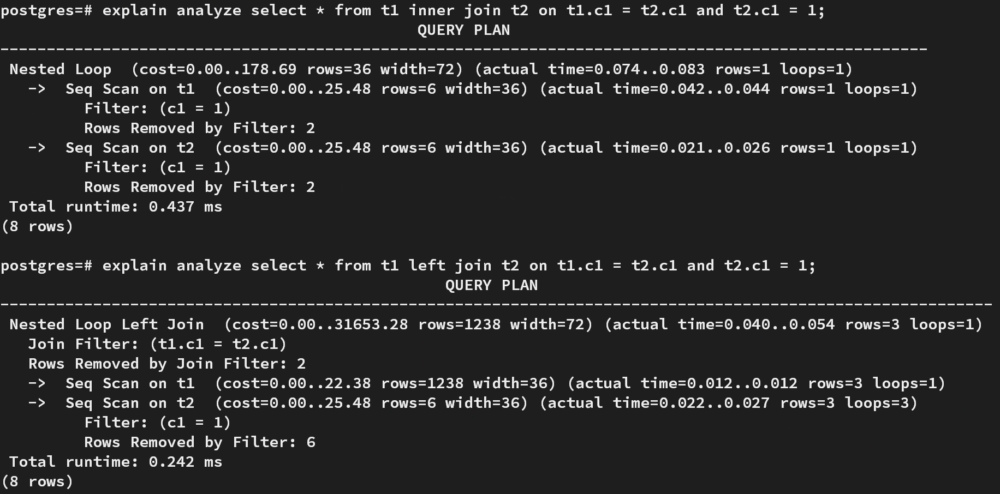 postgres=# explain analyze select * from t1 inner join t2 on t1.c1 = t2.c1 and t2.c1 = 1;
QUERY PLAN
----------------------------------------------------------------------------------------------------
Nested Loop  (cost=0.00..178.69 rows=36 width=72) (actual time=0.074..0.083 rows=1 loops=1)
->  Seq Scan on t1  (cost=0.00..25.48 rows=6 width=36) (actual time=0.042..0.044 rows=1 loops=1)
Filter: (c1 = 1)
Rows Removed by Filter: 2
->  Seq Scan on t2  (cost=0.00..25.48 rows=6 width=36) (actual time=0.021..0.026 rows=1 loops=1)
Filter: (c1 = 1)
Rows Removed by Filter: 2
Total runtime: 0.437 ms
(8 rows)
postgres=# explain analyze select * from t1 left join t2 on t1.c1 = t2.c1 and t2.c1 = 1;
QUERY PLAN
-----------------------------------------------------------------------------------------------------------
Nested Loop Left Join  (cost=0.00..31653.28 rows=1238 width=72) (actual time=0.040..0.054 rows=3 loops=1)
Join Filter: (t1.c1 = t2.c1)
Rows Removed by Join Filter: 2
->  Seq Scan on t1  (cost=0.00..22.38 rows=1238 width=36) (actual time=0.012..0.012 rows=3 loops=1)
->  Seq Scan on t2  (cost=0.00..25.48 rows=6 width=36) (actual time=0.022..0.027 rows=3 loops=3)
Filter: (c1 = 1)
Rows Removed by Filter: 6
Total runtime: 0.242 ms
(8 rows)